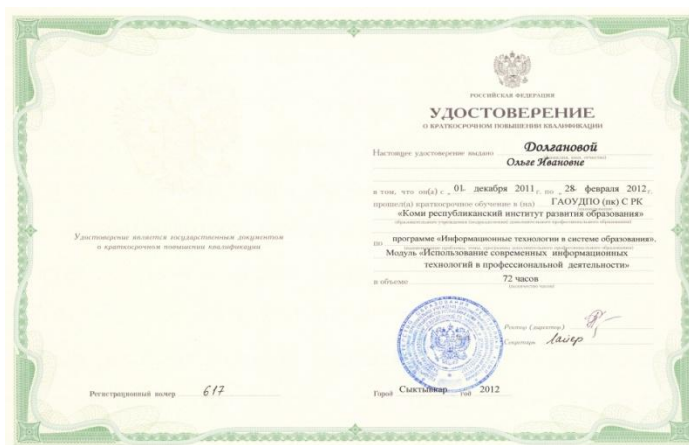 Удостоверение является государственным документом
о краткосрочном повышении квалификации
Регистрационный номер 617
РОССИЙСКАЯ ФЕДЕРАЦИЯ
УДОСТОВЕРЕНИЕ
О КРАТКОСРОЧНОМ ПОВЫШЕНИИ КВАЛИФИКАЦИИ
Настоящее удостоверение выдано Долгановой
Ольге Ивановне
в том, что он(а) с 01 декабря 2011 г. по 28 февраля 2012 г.
прошел(а) краткосрочное обучение в (на) ГАОУДПО (пк) С РК
«Коми республиканский институт развития образования»
по программе «Информационные технологии в системе образования».
Модуль «Использование современных информационных
технологий в профессиональной деятельности»
в объеме 72 часов
(количество часов)
Ректор (директор)
Секретарь
Город Сыктывкар год 2012